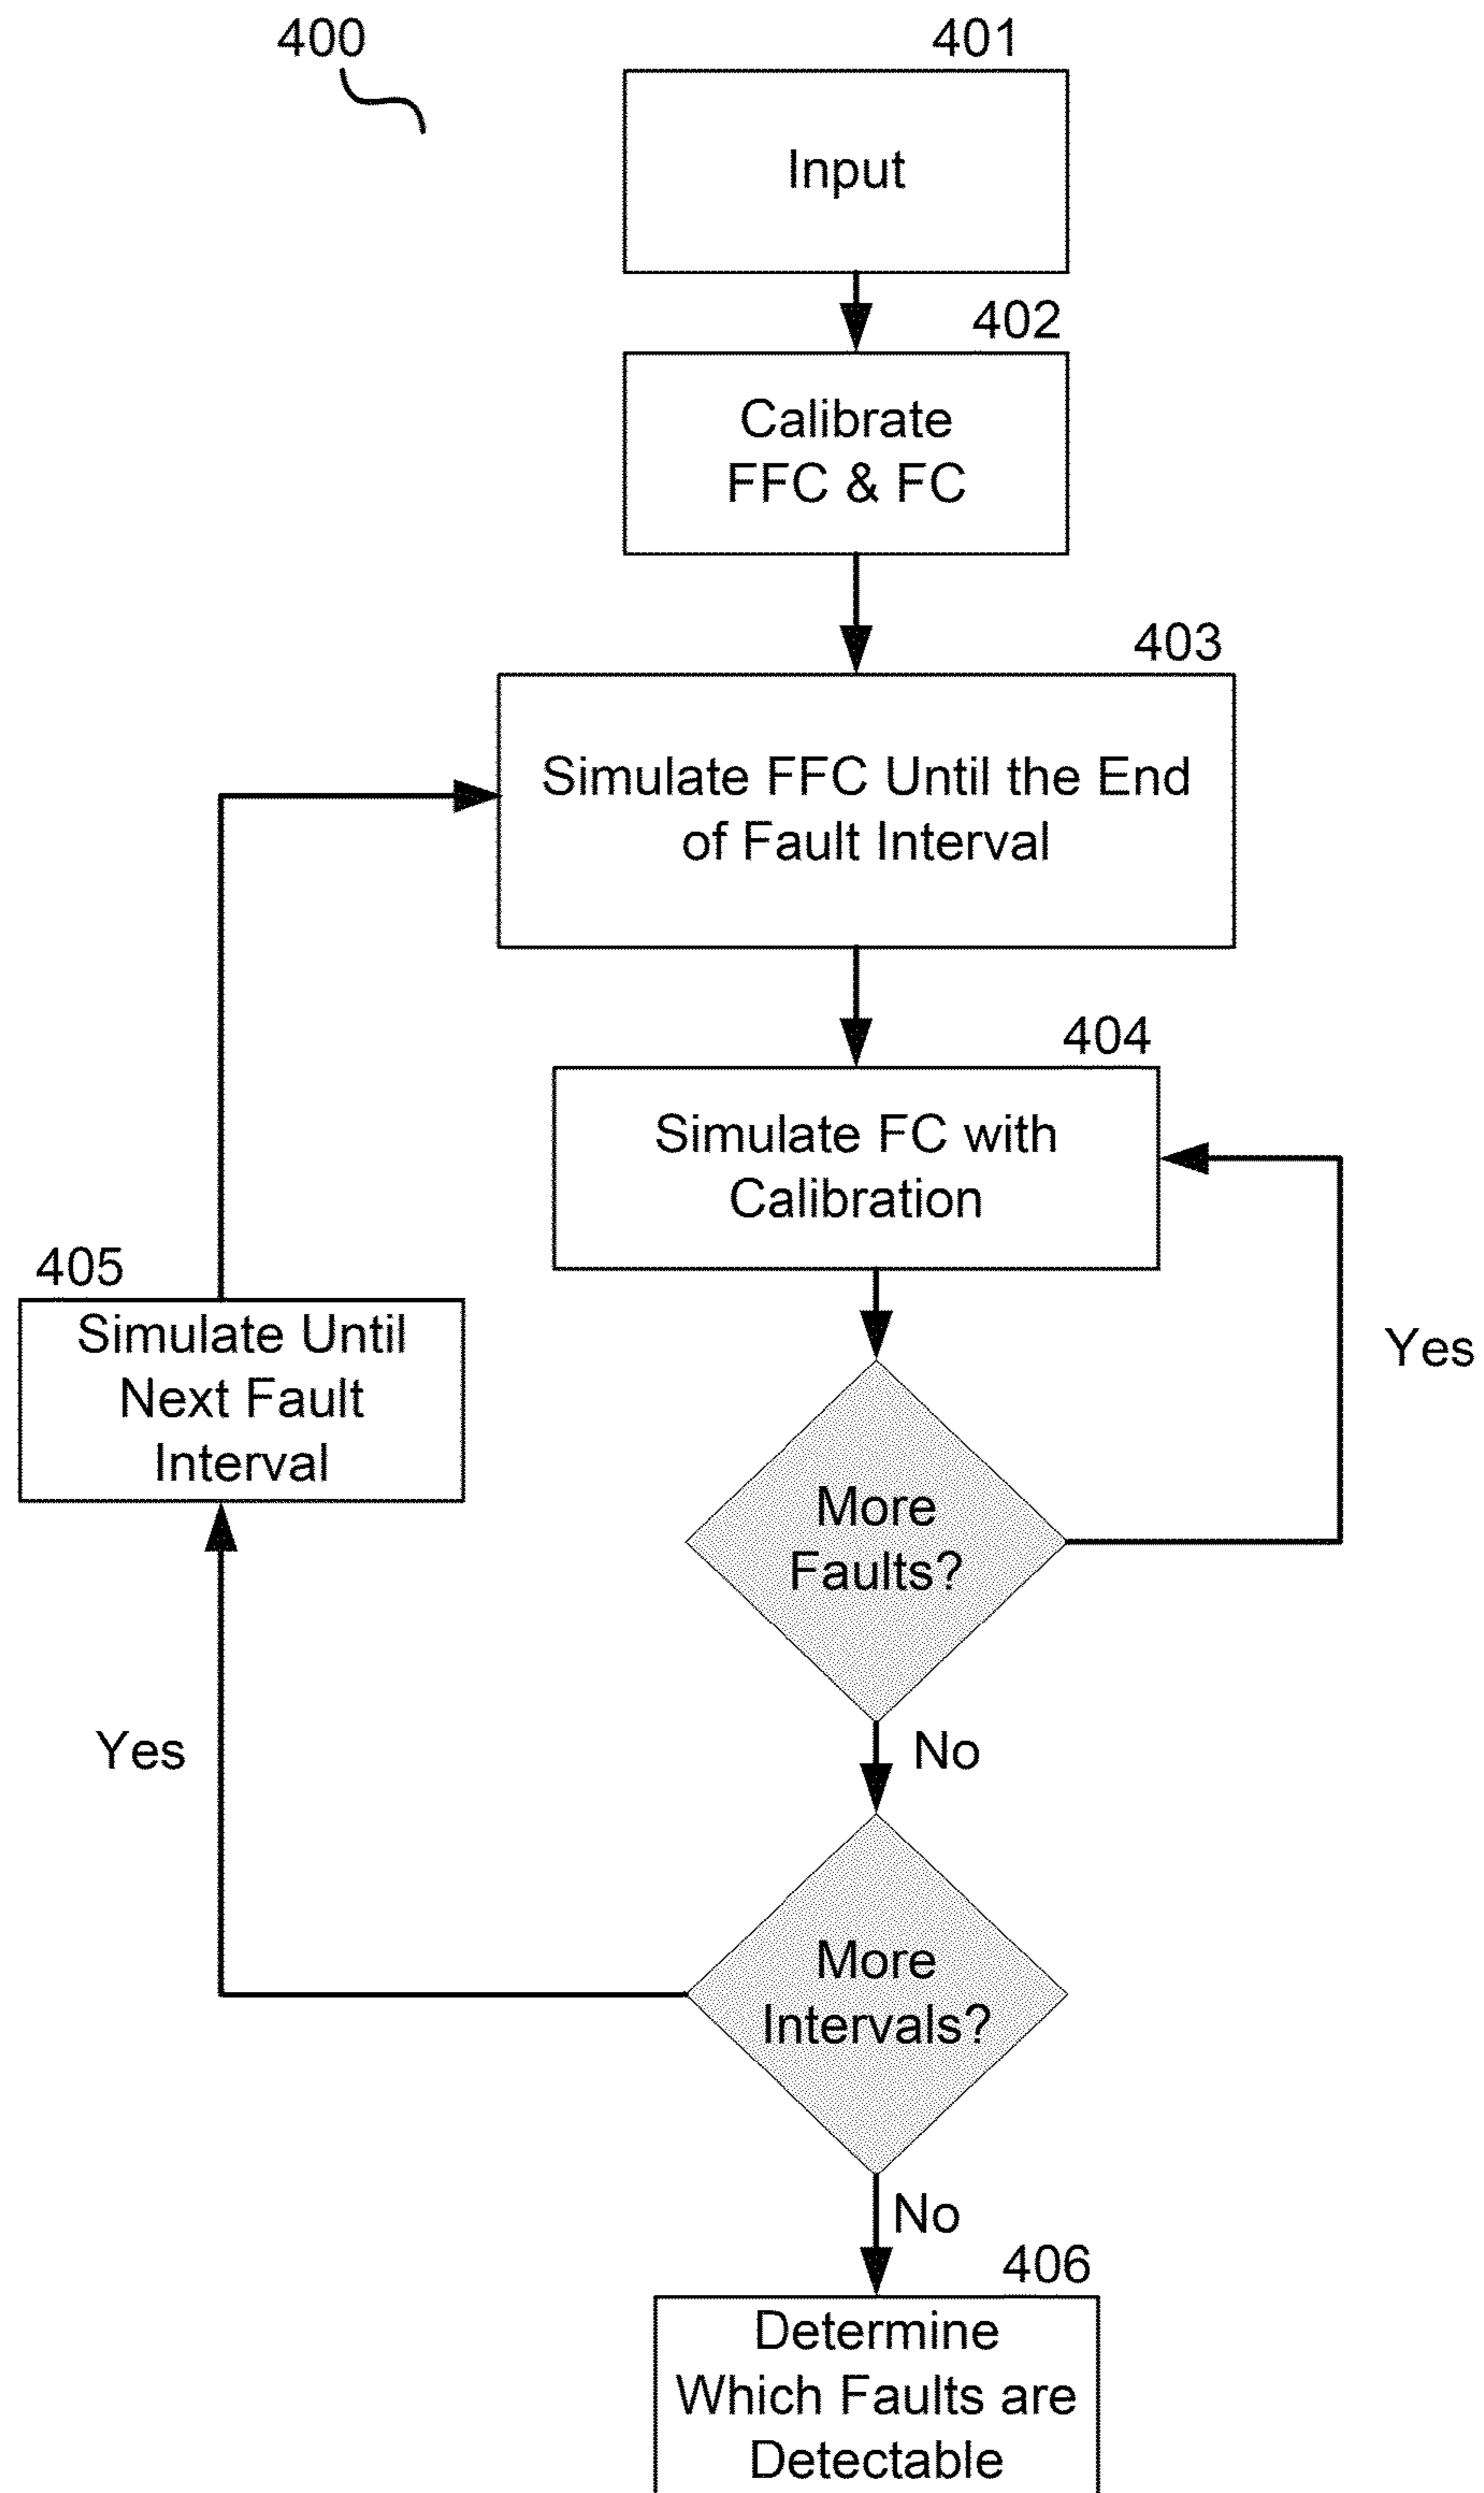 400
401
Input
402
Calibrate
FFC & FC
403
Simulate FFC Until the End
of Fault Interval
404
Simulate FC with
Calibration
405
Simulate Until
Next Fault
Interval
Yes
More
Faults?
Yes
No
More
Intervals?
No
406
Determine
Which Faults are
Detectable